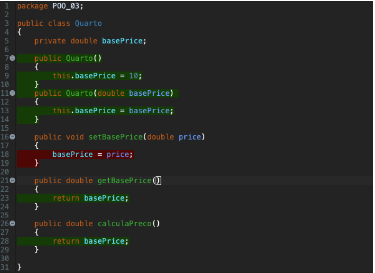 1 package POO_03;
2
3 public class Quarto
4 {
5 private double basePrice;
6
7 public Quarto()
8 {
9 this.basePrice = 10;
10 }
11 public Quarto(double basePrice)
12 {
13 this.basePrice = basePrice;
14 }
15
16 public void setBasePrice(double price)
17 {
18 basePrice = price;
19 }
20
21 public double getBasePrice()
22 {
23 return basePrice;
24 }
25
26 public double calculaPreco()
27 {
28 return basePrice;
29 }
30
31 }